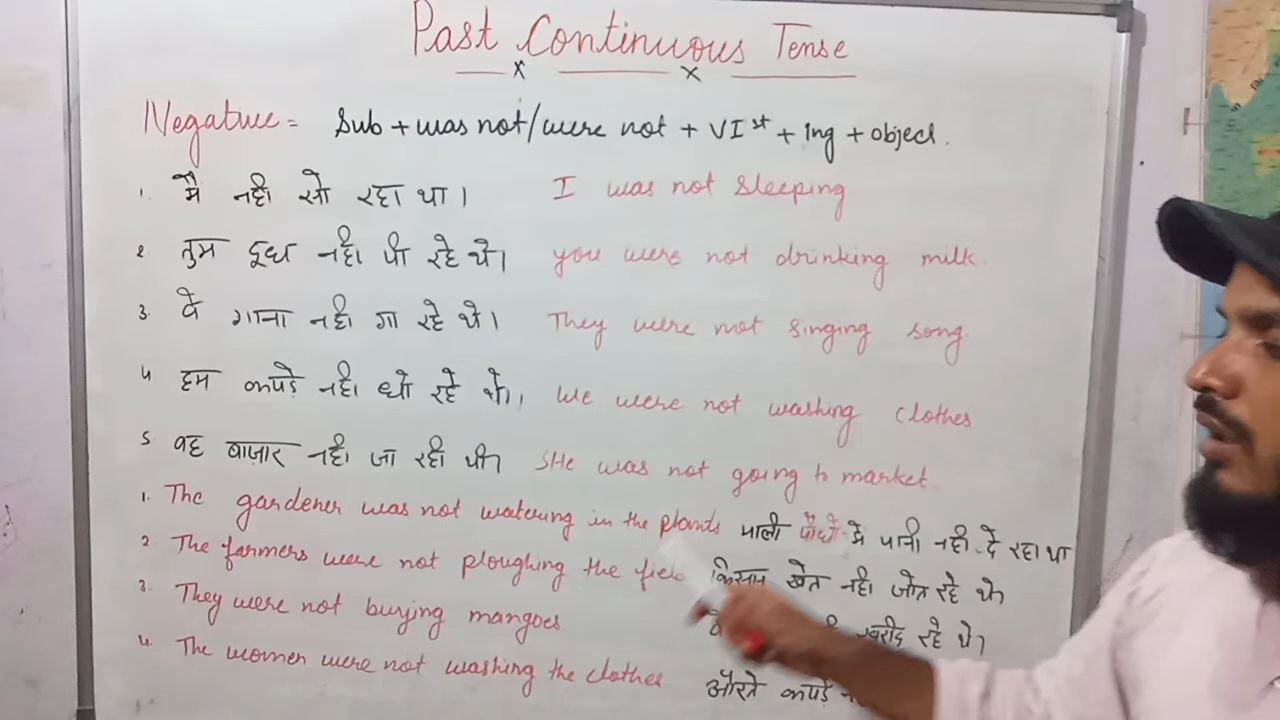 Past Continuous Tense
Negative = Sub + was not/were not + VIst + Ing + object.
1. मै नही सो रहा था। I was not sleeping
2. तुम दूध नही पी रहे थे। you were not drinking milk.
3. वे गाना नही गा रहे थे। They were not singing song.
4 हम कपड़े नही धो रहे थे। We were not washing clothes
5 वह बाज़ार नही जा रही थी। SHe was not going to market.
1. The gardener was not watering in the plants माली पौधों मे पानी नही दे रहा था
2. The farmers were not ploughing the field किसान खेत नही जोत रहे थे।
3. They were not buying mangoes खरीद रहे थे।
4. The women were not washing the clothes औरते कपड़े